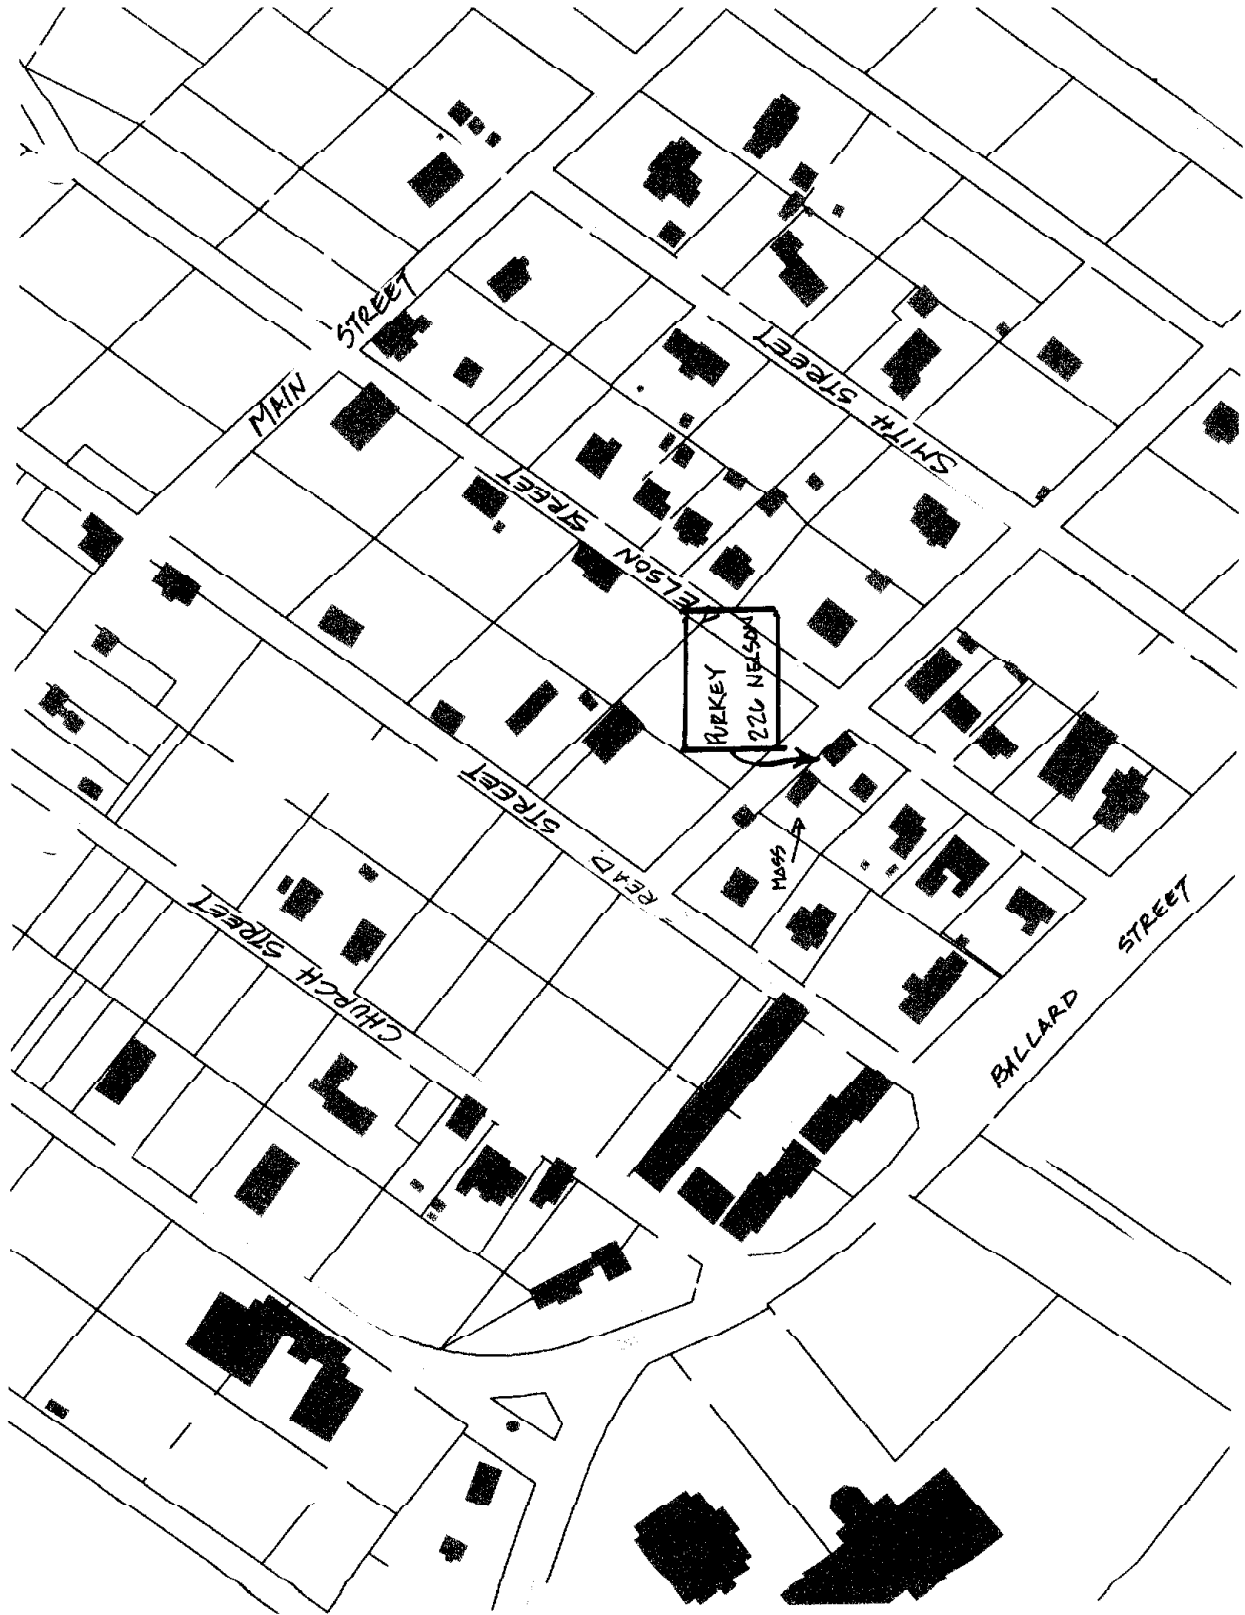 MAIN
STREET
SMITH STREET
NELSON STREET
PURKEY
226 NELSON
MOSS
READ STREET
CHURCH STREET
BALLARD STREET